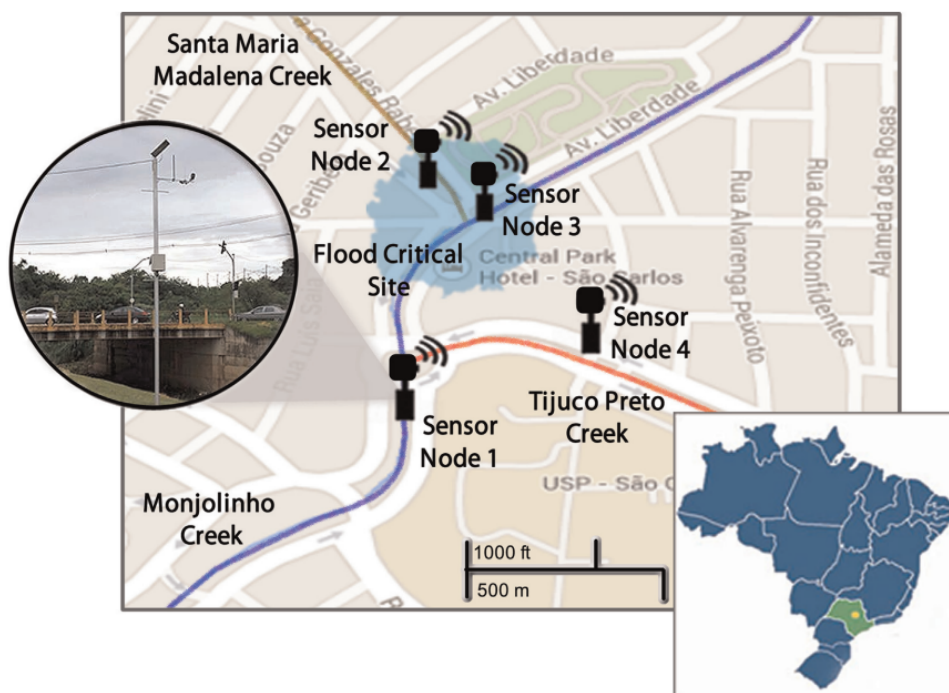 Santa Maria
Madalena Creek
Av. Liberdade
Sensor
Node 2
Av. Liberdade
Sensor
Node 3
Alameda das Rosas
Rua dos Inconfidentes
Rua Alvarenga Peixoto
Flood Critical
Site
Central Park
Hotel - São Carlos
Rua Luís
Sensor
Node 4
Sensor
Node 1
Tijuco Preto
Creek
USP - São C
Monjolinho
Creek
1000 ft
500 m